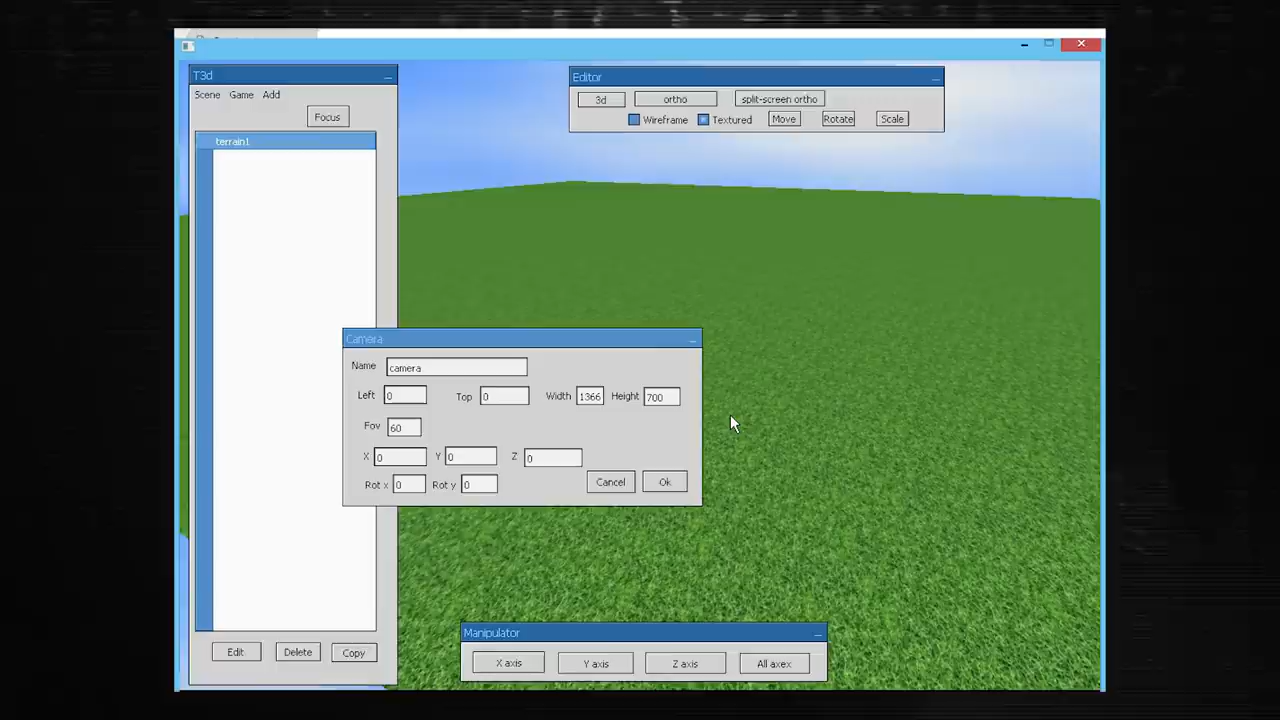 T3d
Scene Game Add
Focus
terrain1
Edit Delete Copy
Editor
3d ortho split-screen ortho
Wireframe Textured Move Rotate Scale
Camera
Name camera
Left 0 Top 0 Width 1366 Height 700
Fov 60
X 0 Y 0 Z 0
Rot x 0 Rot y 0 Cancel Ok
Manipulator
X axis Y axis Z axis All axex